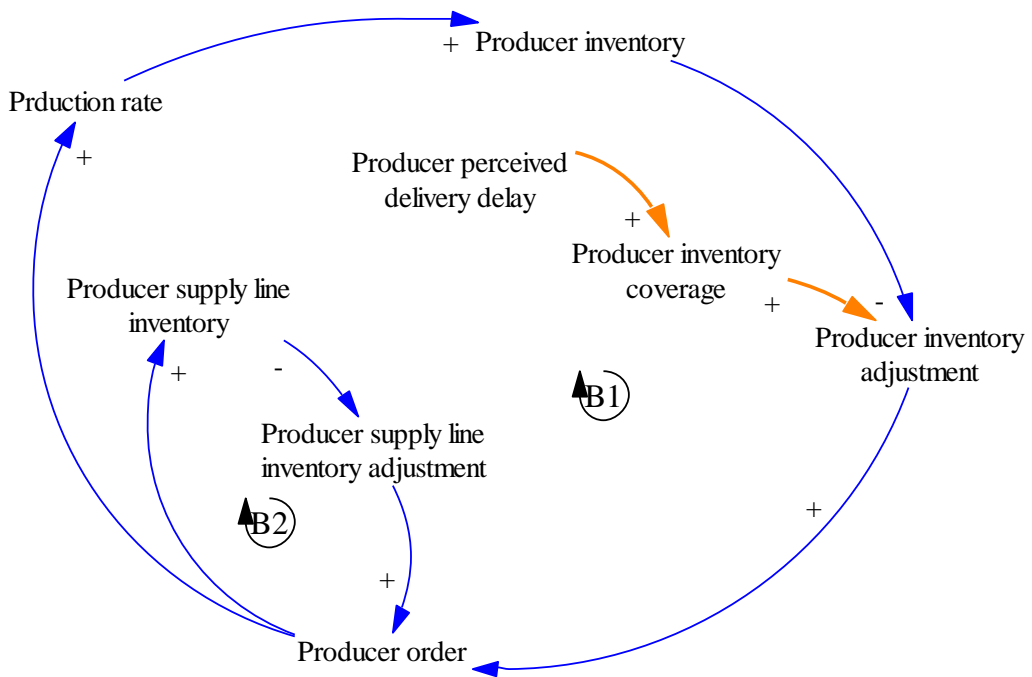 + Producer inventory
Prduction rate
+
Producer perceived
delivery delay
+
Producer inventory
coverage
+
-
Producer inventory
adjustment
Producer supply line
inventory
+
-
B1
Producer supply line
inventory adjustment
B2
+
+
Producer order